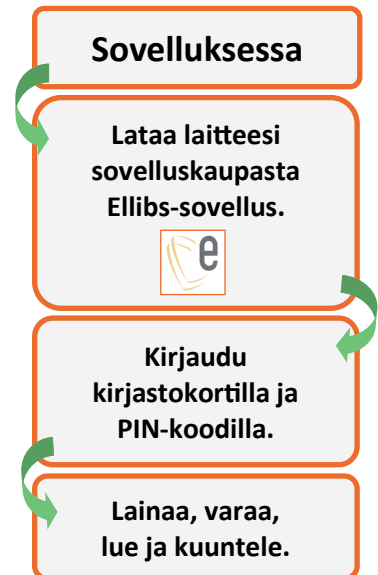 Sovelluksessa
Lataa laitteesi
sovelluskaupasta
Ellibs-sovellus.
e
Kirjaudu
kirjastokortilla ja
PIN-koodilla.
Lainaa, varaa,
lue ja kuuntele.